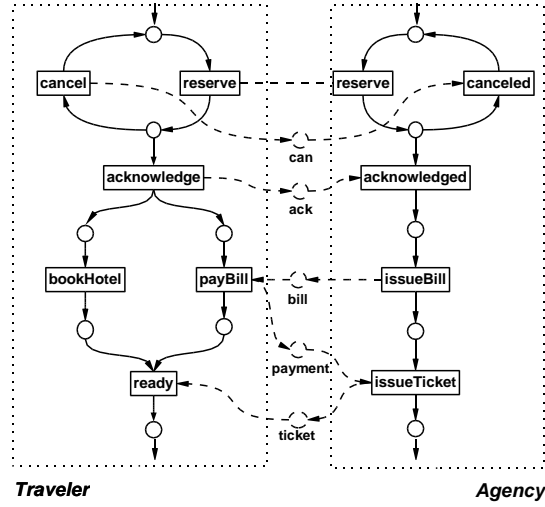 cancel reserve reserve canceled
can
acknowledge acknowledged
ack
bookHotel payBill issueBill
bill
payment
ready issueTicket
ticket
Traveler Agency